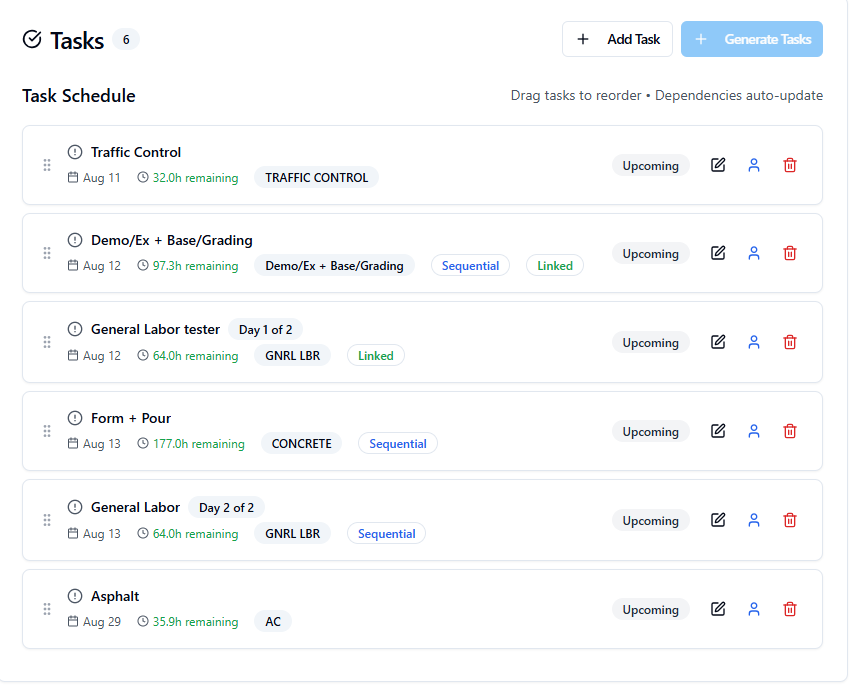 Tasks 6
+ Add Task
+ Generate Tasks
Task Schedule
Drag tasks to reorder • Dependencies auto-update
Traffic Control
Aug 11 32.0h remaining TRAFFIC CONTROL
Upcoming
Demo/Ex + Base/Grading
Aug 12 97.3h remaining Demo/Ex + Base/Grading Sequential Linked
Upcoming
General Labor tester Day 1 of 2
Aug 12 64.0h remaining GNRL LBR Linked
Upcoming
Form + Pour
Aug 13 177.0h remaining CONCRETE Sequential
Upcoming
General Labor Day 2 of 2
Aug 13 64.0h remaining GNRL LBR Sequential
Upcoming
Asphalt
Aug 29 35.9h remaining AC
Upcoming